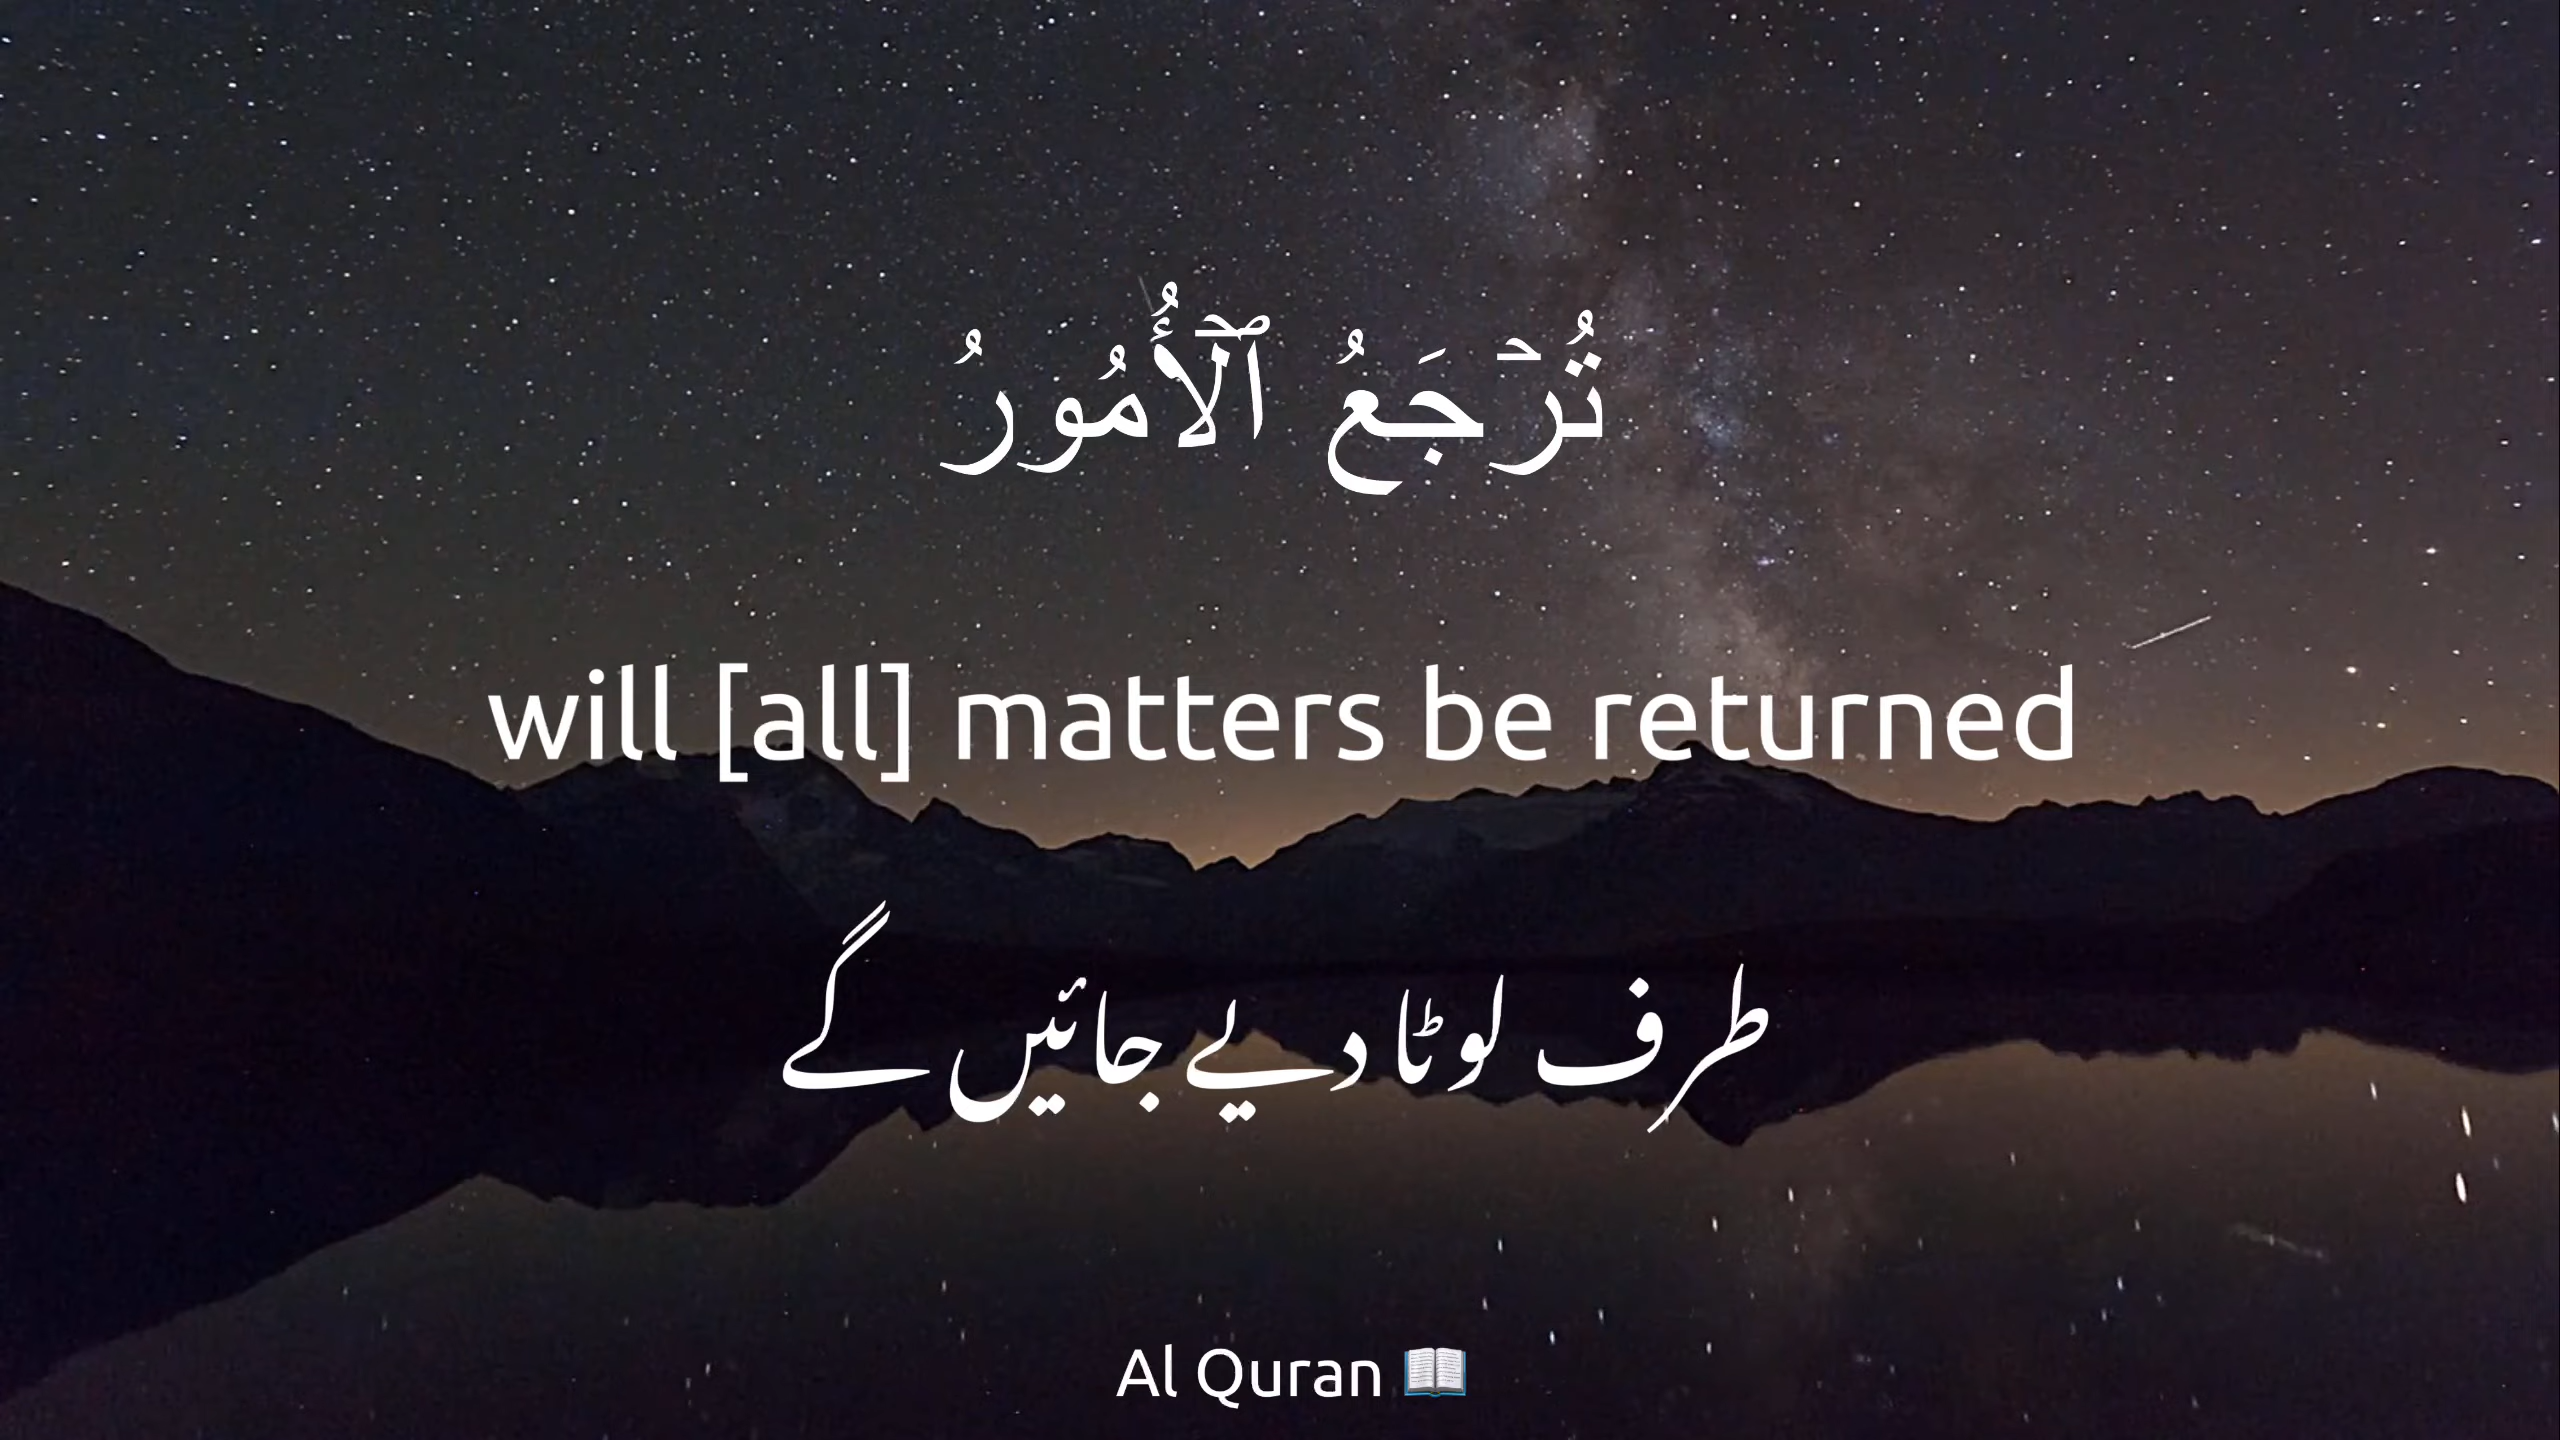 تُرۡجَعُ ٱلۡأُمُورُ
will [all] matters be returned
طرف لوٹا دیے جائیں گے
Al Quran 📖